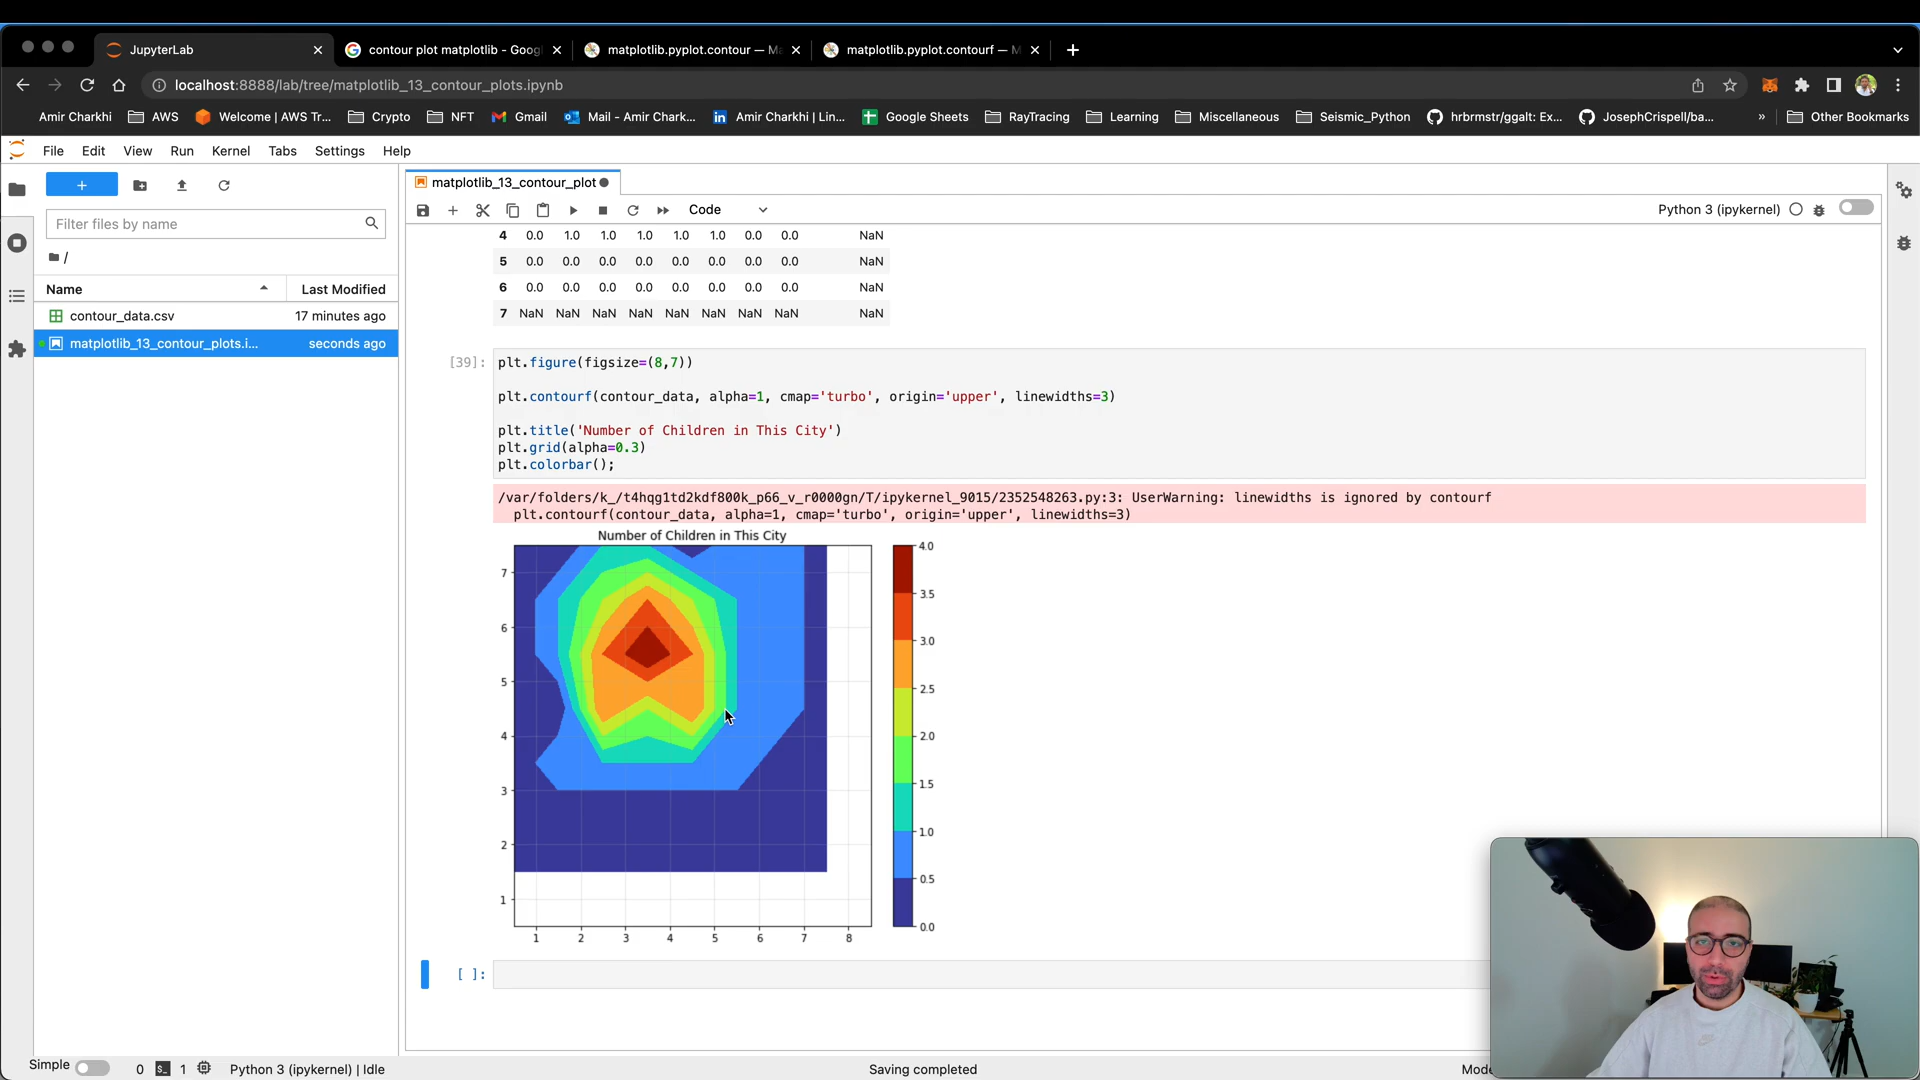 JupyterLab
contour plot matplotlib - Goog
matplotlib.pyplot.contour — Ma
matplotlib.pyplot.contourf — M
localhost:8888/lab/tree/matplotlib_13_contour_plots.ipynb
Amir Charkhi
AWS
Welcome | AWS Tr...
Crypto
NFT
Gmail
Mail - Amir Chark...
Amir Charkhi | Lin...
Google Sheets
RayTracing
Learning
Miscellaneous
Seismic_Python
hrbrmstr/ggalt: Ex...
JosephCrispell/ba...
»
Other Bookmarks
File Edit View Run Kernel Tabs Settings Help
matplotlib_13_contour_plot
Code
Python 3 (ipykernel)
Filter files by name
/
Name Last Modified
contour_data.csv 17 minutes ago
matplotlib_13_contour_plots.i... seconds ago
4 0.0 1.0 1.0 1.0 1.0 1.0 0.0 0.0 NaN
5 0.0 0.0 0.0 0.0 0.0 0.0 0.0 0.0 NaN
6 0.0 0.0 0.0 0.0 0.0 0.0 0.0 0.0 NaN
7 NaN NaN NaN NaN NaN NaN NaN NaN NaN
[39]:
plt.figure(figsize=(8,7))
plt.contourf(contour_data, alpha=1, cmap='turbo', origin='upper', linewidths=3)
plt.title('Number of Children in This City')
plt.grid(alpha=0.3)
plt.colorbar();
/var/folders/k_/t4hqg1td2kdf800k_p66_v_r0000gn/T/ipykernel_9015/2352548263.py:3: UserWarning: linewidths is ignored by contourf
plt.contourf(contour_data, alpha=1, cmap='turbo', origin='upper', linewidths=3)
Number of Children in This City
7
6
5
4
3
2
1
1 2 3 4 5 6 7 8
4.0
3.5
3.0
2.5
2.0
1.5
1.0
0.5
0.0
[ ]:
Simple
0
1
Python 3 (ipykernel) | Idle
Saving completed
Mode